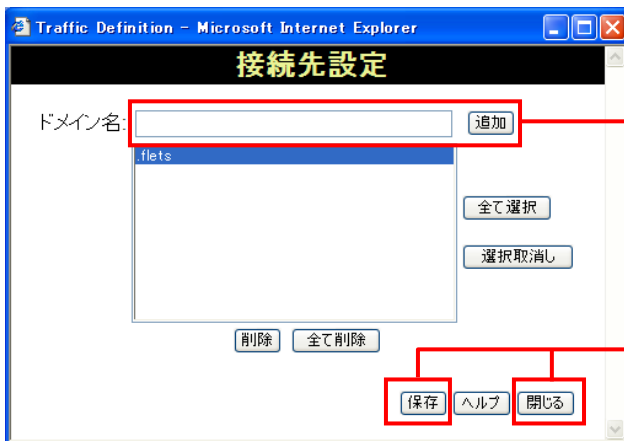 Traffic Definition - Microsoft Internet Explorer
接続先設定
ドメイン名:
追加
.flets
全て選択
選択取消し
削除 全て削除
保存 ヘルプ 閉じる